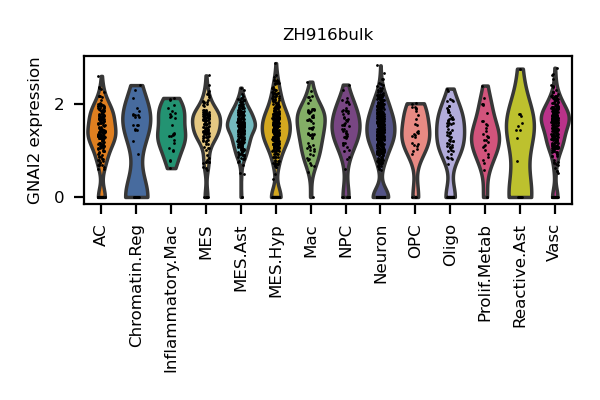 ZH916bulk
GNAI2 expression
2
0
AC
Chromatin.Reg
Inflammatory.Mac
MES
MES.Ast
MES.Hyp
Mac
NPC
Neuron
OPC
Oligo
Prolif.Metab
Reactive.Ast
Vasc